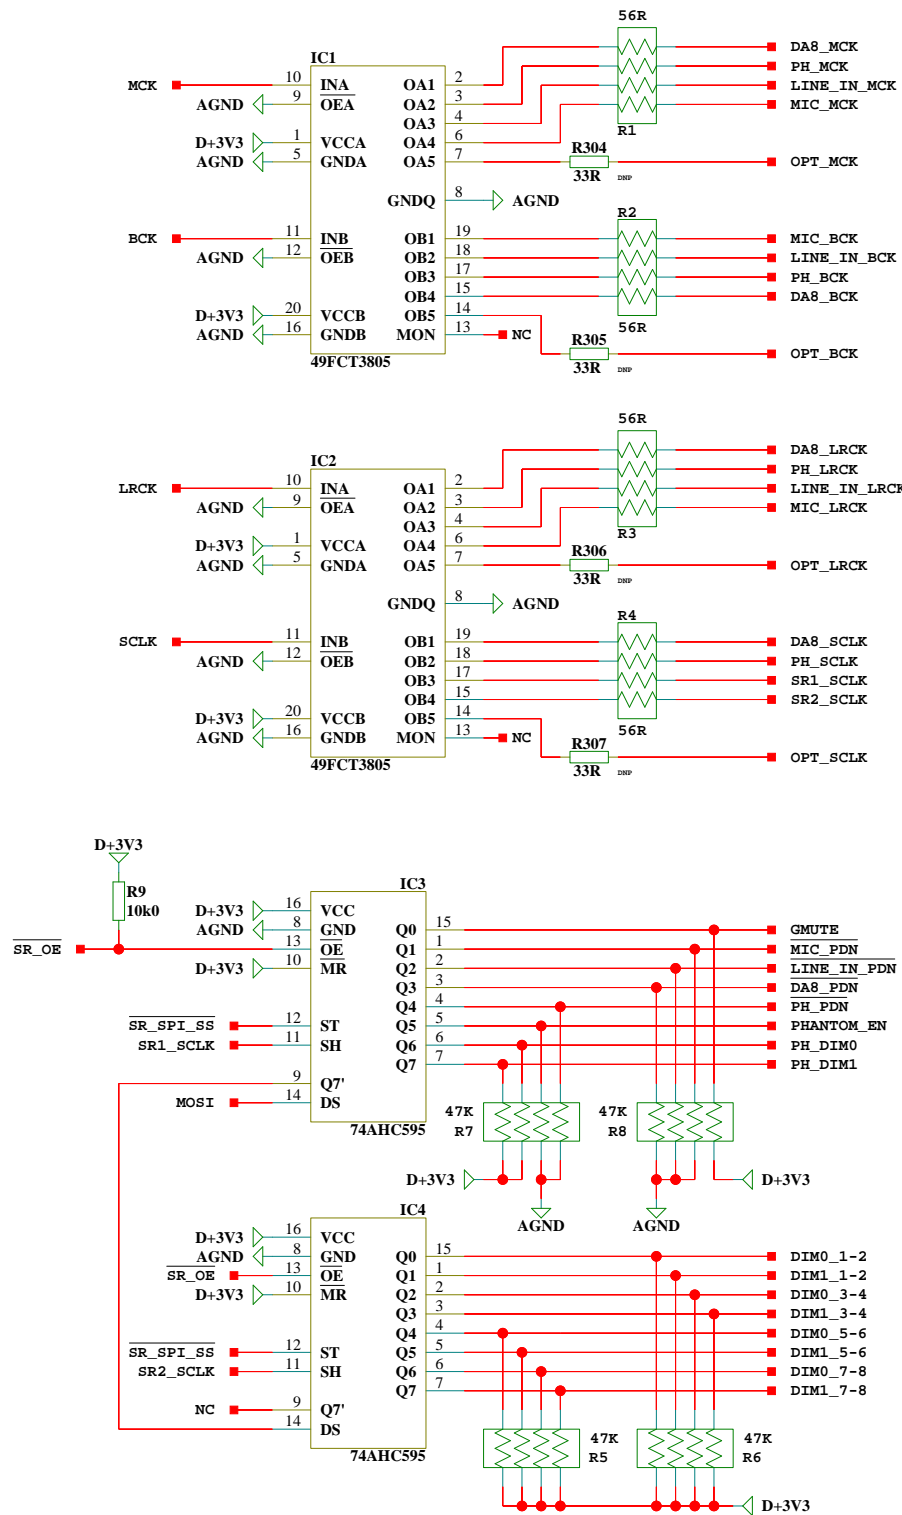 56R
DA8_MCK
IC1
PH_MCK
MCK
10
INA
OA1
2
LINE_IN_MCK
AGND
9
OEA
OA2
3
MIC_MCK
OA3
4
R1
D+3V3
1
VCCA
OA4
6
AGND
5
GNDA
OA5
7
R304
33R
DNP
OPT_MCK
GNDQ
8
AGND
R2
BCK
11
INB
OB1
19
MIC_BCK
AGND
12
OEB
OB2
18
LINE_IN_BCK
OB3
17
PH_BCK
OB4
15
DA8_BCK
D+3V3
20
VCCB
OB5
14
56R
AGND
16
GNDB
MON
13
NC
R305
33R
DNP
OPT_BCK
49FCT3805
56R
DA8_LRCK
IC2
PH_LRCK
LRCK
10
INA
OA1
2
LINE_IN_LRCK
AGND
9
OEA
OA2
3
MIC_LRCK
OA3
4
R3
D+3V3
1
VCCA
OA4
6
AGND
5
GNDA
OA5
7
R306
33R
DNP
OPT_LRCK
GNDQ
8
AGND
R4
SCLK
11
INB
OB1
19
DA8_SCLK
AGND
12
OEB
OB2
18
PH_SCLK
OB3
17
SR1_SCLK
OB4
15
SR2_SCLK
D+3V3
20
VCCB
OB5
14
56R
AGND
16
GNDB
MON
13
NC
R307
33R
DNP
OPT_SCLK
49FCT3805
D+3V3
R9
10k0
IC3
D+3V3
16
VCC
AGND
8
GND
Q0
15
GMUTE
SR_OE
13
OE
Q1
1
MIC_PDN
D+3V3
10
MR
Q2
2
LINE_IN_PDN
Q3
3
DA8_PDN
Q4
4
PH_PDN
SR_SPI_SS
12
ST
Q5
5
PHANTOM_EN
SR1_SCLK
11
SH
Q6
6
PH_DIM0
Q7
7
PH_DIM1
9
Q7'
MOSI
14
DS
74AHC595
47K
R7
47K
R8
D+3V3
D+3V3
AGND
AGND
IC4
D+3V3
16
VCC
AGND
8
GND
Q0
15
DIM0_1-2
SR_OE
13
OE
Q1
1
DIM1_1-2
D+3V3
10
MR
Q2
2
DIM0_3-4
Q3
3
DIM1_3-4
Q4
4
DIM0_5-6
SR_SPI_SS
12
ST
Q5
5
DIM1_5-6
SR2_SCLK
11
SH
Q6
6
DIM0_7-8
Q7
7
DIM1_7-8
NC
9
Q7'
14
DS
74AHC595
47K
R5
47K
R6
D+3V3